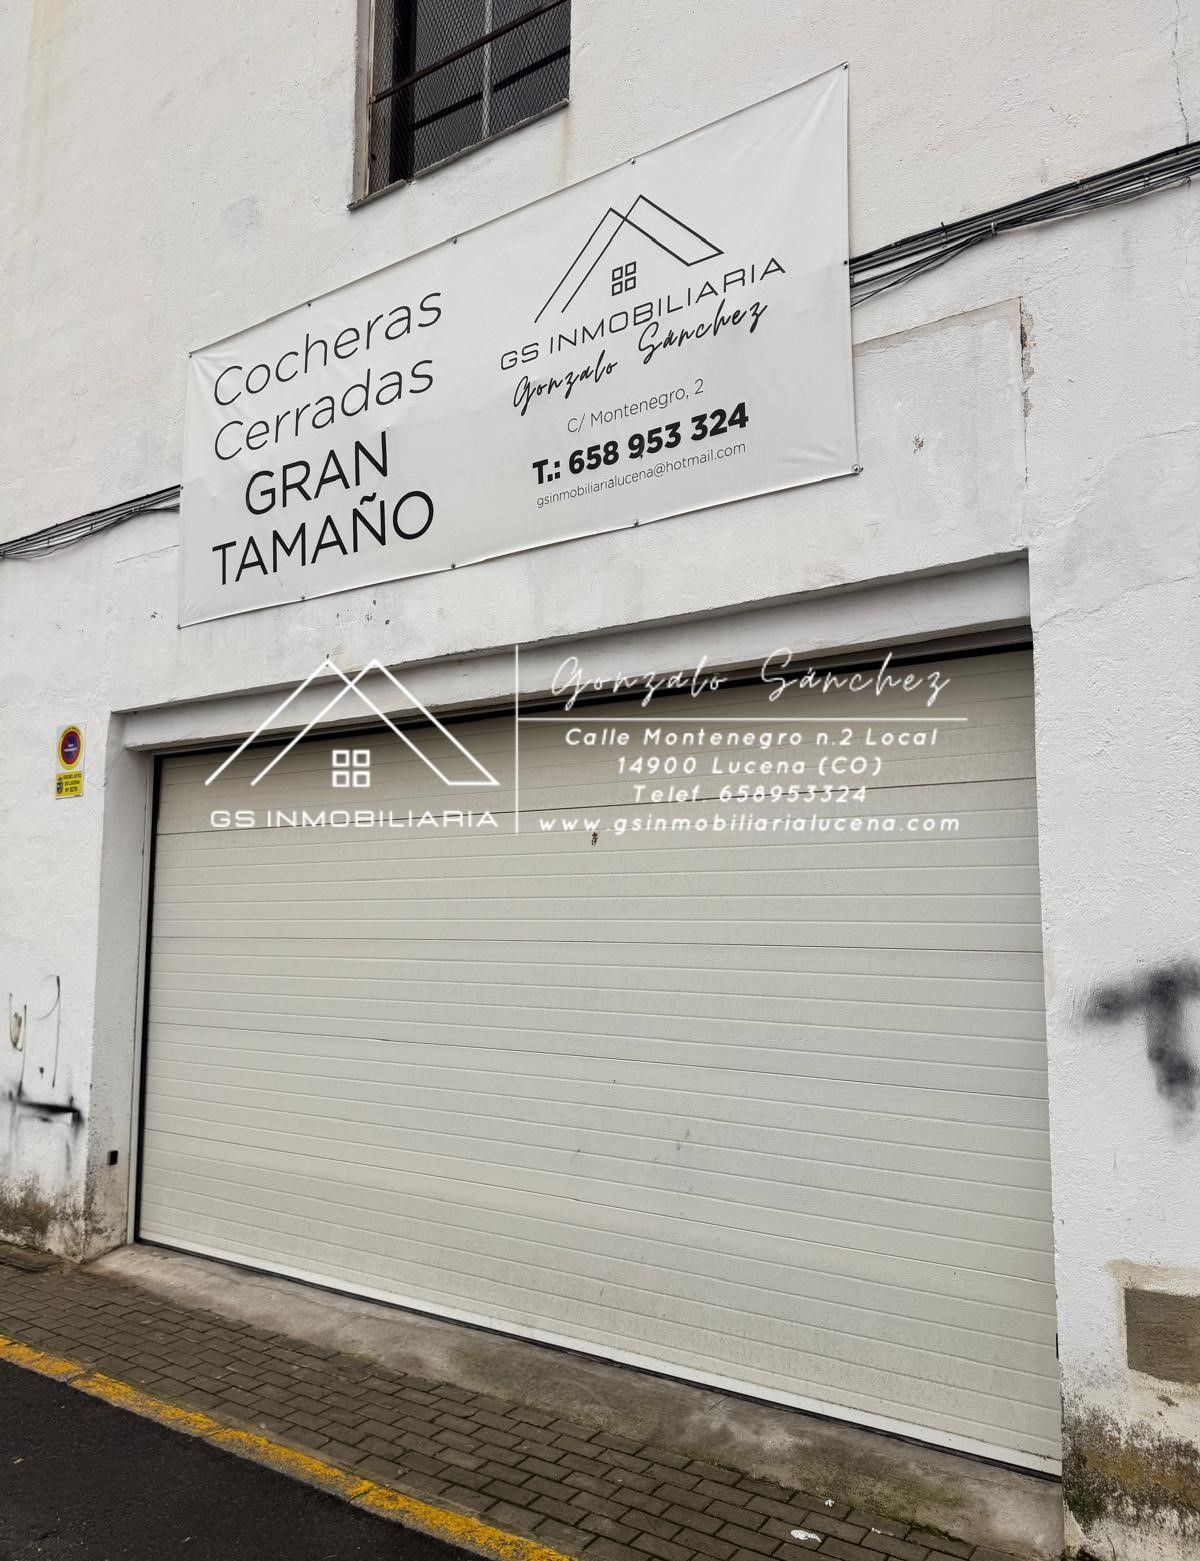 Cocheras
Cerradas
GRAN
TAMAÑO
GS INMOBILIARIA
Gonzalo Sánchez
C/ Montenegro, 2
T.: 658 953 324
gsinmobiliarialucena@hotmail.com
GS INMOBILIARIA
Gonzalo Sánchez
Calle Montenegro n.2 Local
14900 Lucena (CO)
Telef. 658953324
www.gsinmobiliarialucena.com